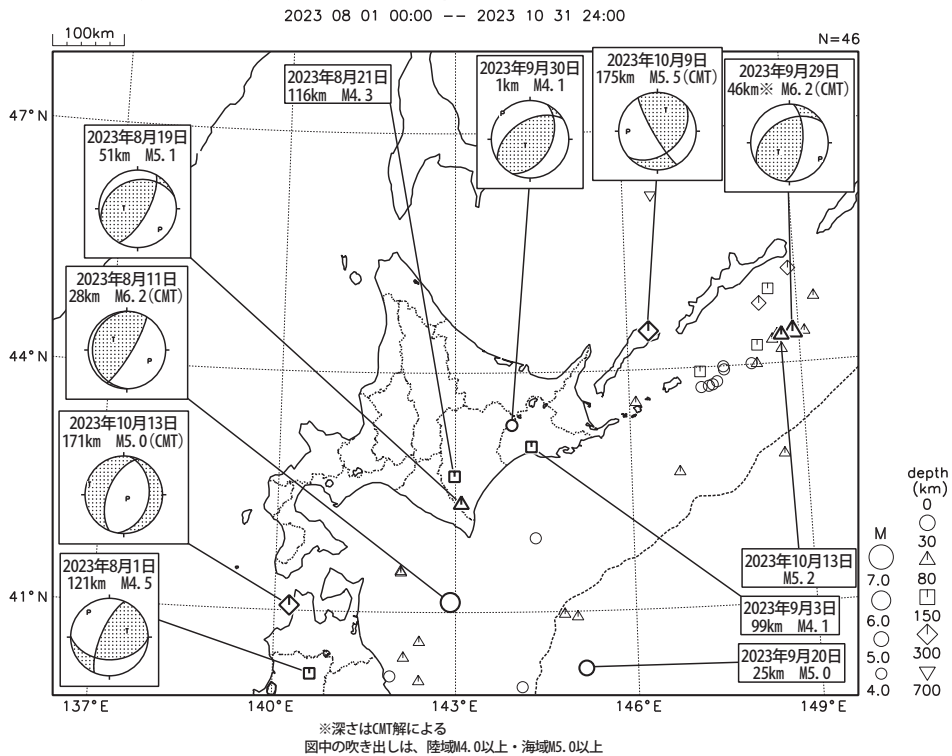 2023 08 01 00:00 -- 2023 10 31 24:00
100km
N=46
2023年8月21日
116km M4.3
2023年9月30日
1km M4.1
P
T
2023年10月9日
175km M5.5(CMT)
T
P
2023年9月29日
46km※ M6.2(CMT)
T
P
47°N
2023年8月19日
51km M5.1
T
P
2023年8月11日
28km M6.2(CMT)
T
P
44°N
2023年10月13日
171km M5.0(CMT)
T
P
2023年8月1日
121km M4.5
P
T
41°N
2023年10月13日
M5.2
2023年9月3日
99km M4.1
2023年9月20日
25km M5.0
M
7.0
6.0
5.0
4.0
depth
(km)
0
30
80
150
300
700
137°E
140°E
143°E
146°E
149°E
※深さはCMT解による
図中の吹き出しは、陸域M4.0以上・海域M5.0以上